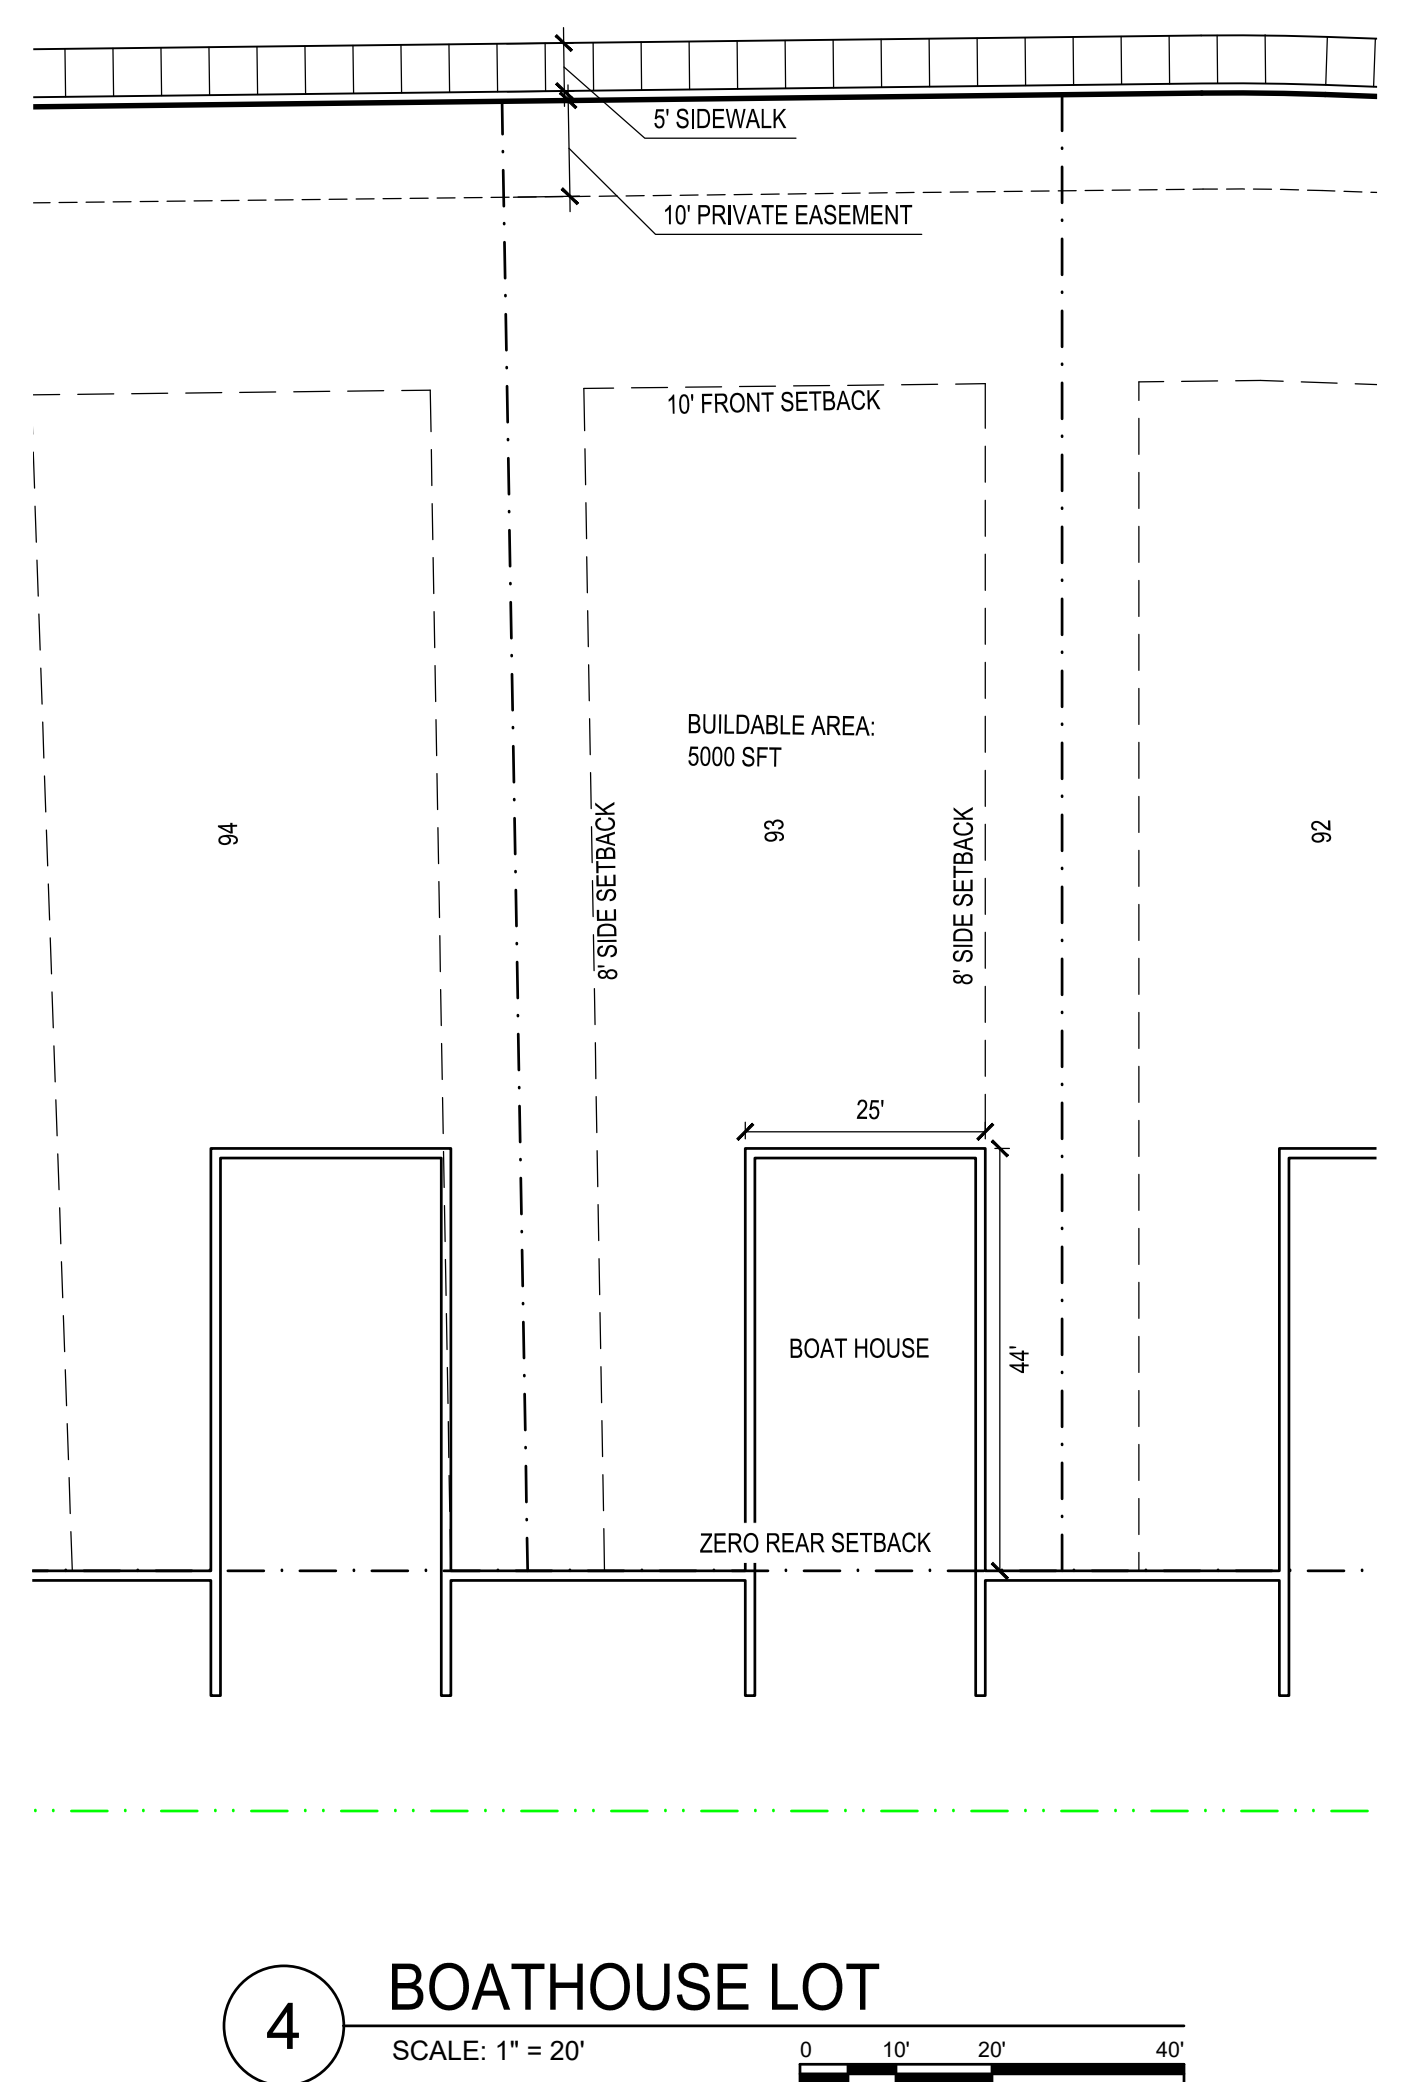 5' SIDEWALK
10' PRIVATE EASEMENT
10' FRONT SETBACK
BUILDABLE AREA:
5000 SFT
94
8' SIDE SETBACK
93
8' SIDE SETBACK
92
25'
BOAT HOUSE
44'
ZERO REAR SETBACK
4
BOATHOUSE LOT
SCALE: 1" = 20'
0 10' 20' 40'